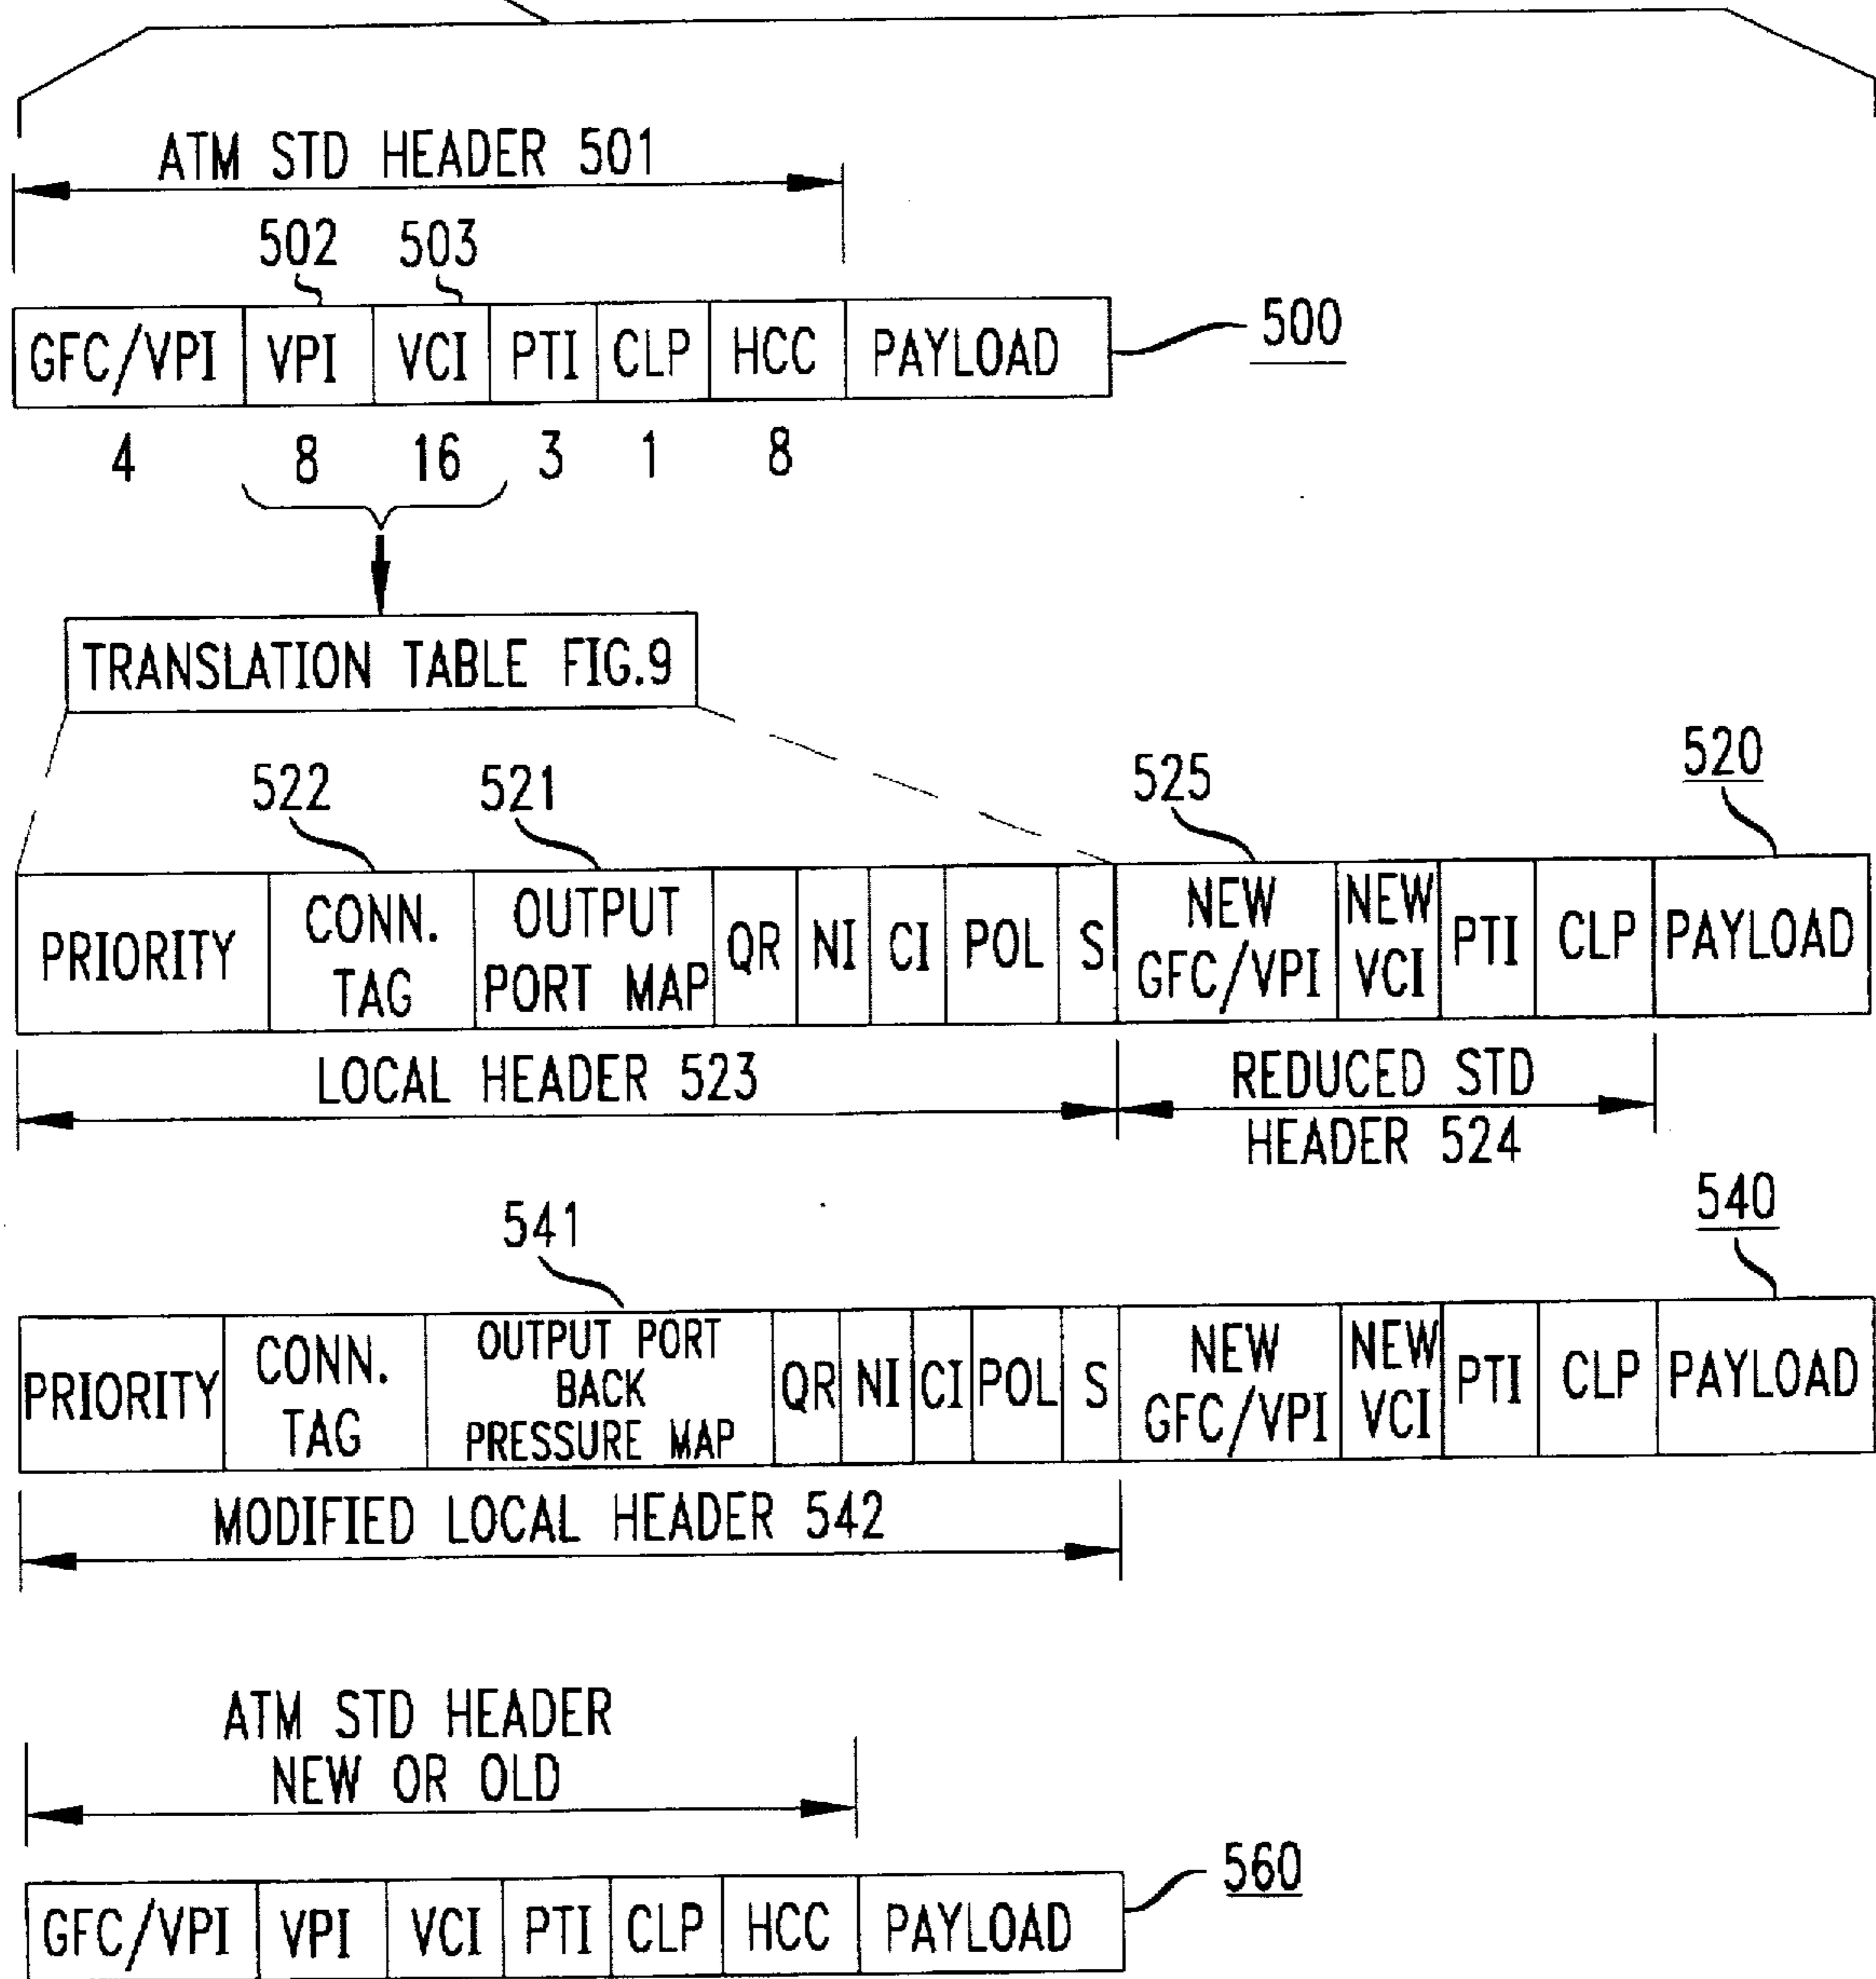 ATM STD HEADER 501
502 503
GFC/VPI VPI VCI PTI CLP HCC PAYLOAD 500
4 8 16 3 1 8
TRANSLATION TABLE FIG.9
522 521 525 520
PRIORITY CONN. TAG OUTPUT PORT MAP QR NI CI POL S NEW GFC/VPI NEW VCI PTI CLP PAYLOAD
LOCAL HEADER 523 REDUCED STD HEADER 524
541 540
PRIORITY CONN. TAG OUTPUT PORT BACK PRESSURE MAP QR NI CI POL S NEW GFC/VPI NEW VCI PTI CLP PAYLOAD
MODIFIED LOCAL HEADER 542
ATM STD HEADER
NEW OR OLD
560
GFC/VPI VPI VCI PTI CLP HCC PAYLOAD